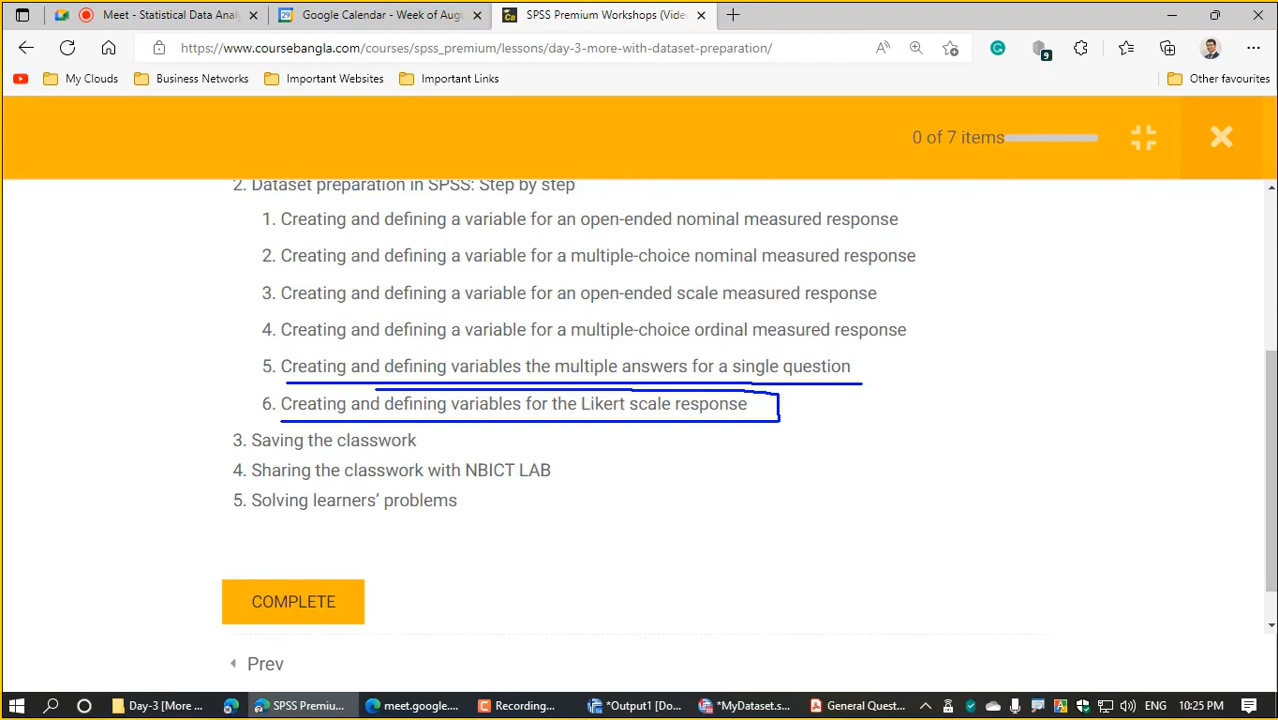 Meet - Statistical Data Anal
Google Calendar - Week of Aug
SPSS Premium Workshops (Vide
https://www.coursebangla.com/courses/spss_premium/lessons/day-3-more-with-dataset-preparation/
9
My Clouds
Business Networks
Important Websites
Important Links
Other favourites
0 of 7 items
2. Dataset preparation in SPSS: Step by step
1. Creating and defining a variable for an open-ended nominal measured response
2. Creating and defining a variable for a multiple-choice nominal measured response
3. Creating and defining a variable for an open-ended scale measured response
4. Creating and defining a variable for a multiple-choice ordinal measured response
5. Creating and defining variables the multiple answers for a single question
6. Creating and defining variables for the Likert scale response
3. Saving the classwork
4. Sharing the classwork with NBICT LAB
5. Solving learners’ problems
COMPLETE
Prev
Day-3 [More ...
SPSS Premiu...
meet.google....
Recording...
*Output1 [Do...
*MyDataset.s...
General Quest...
ENG
10:25 PM